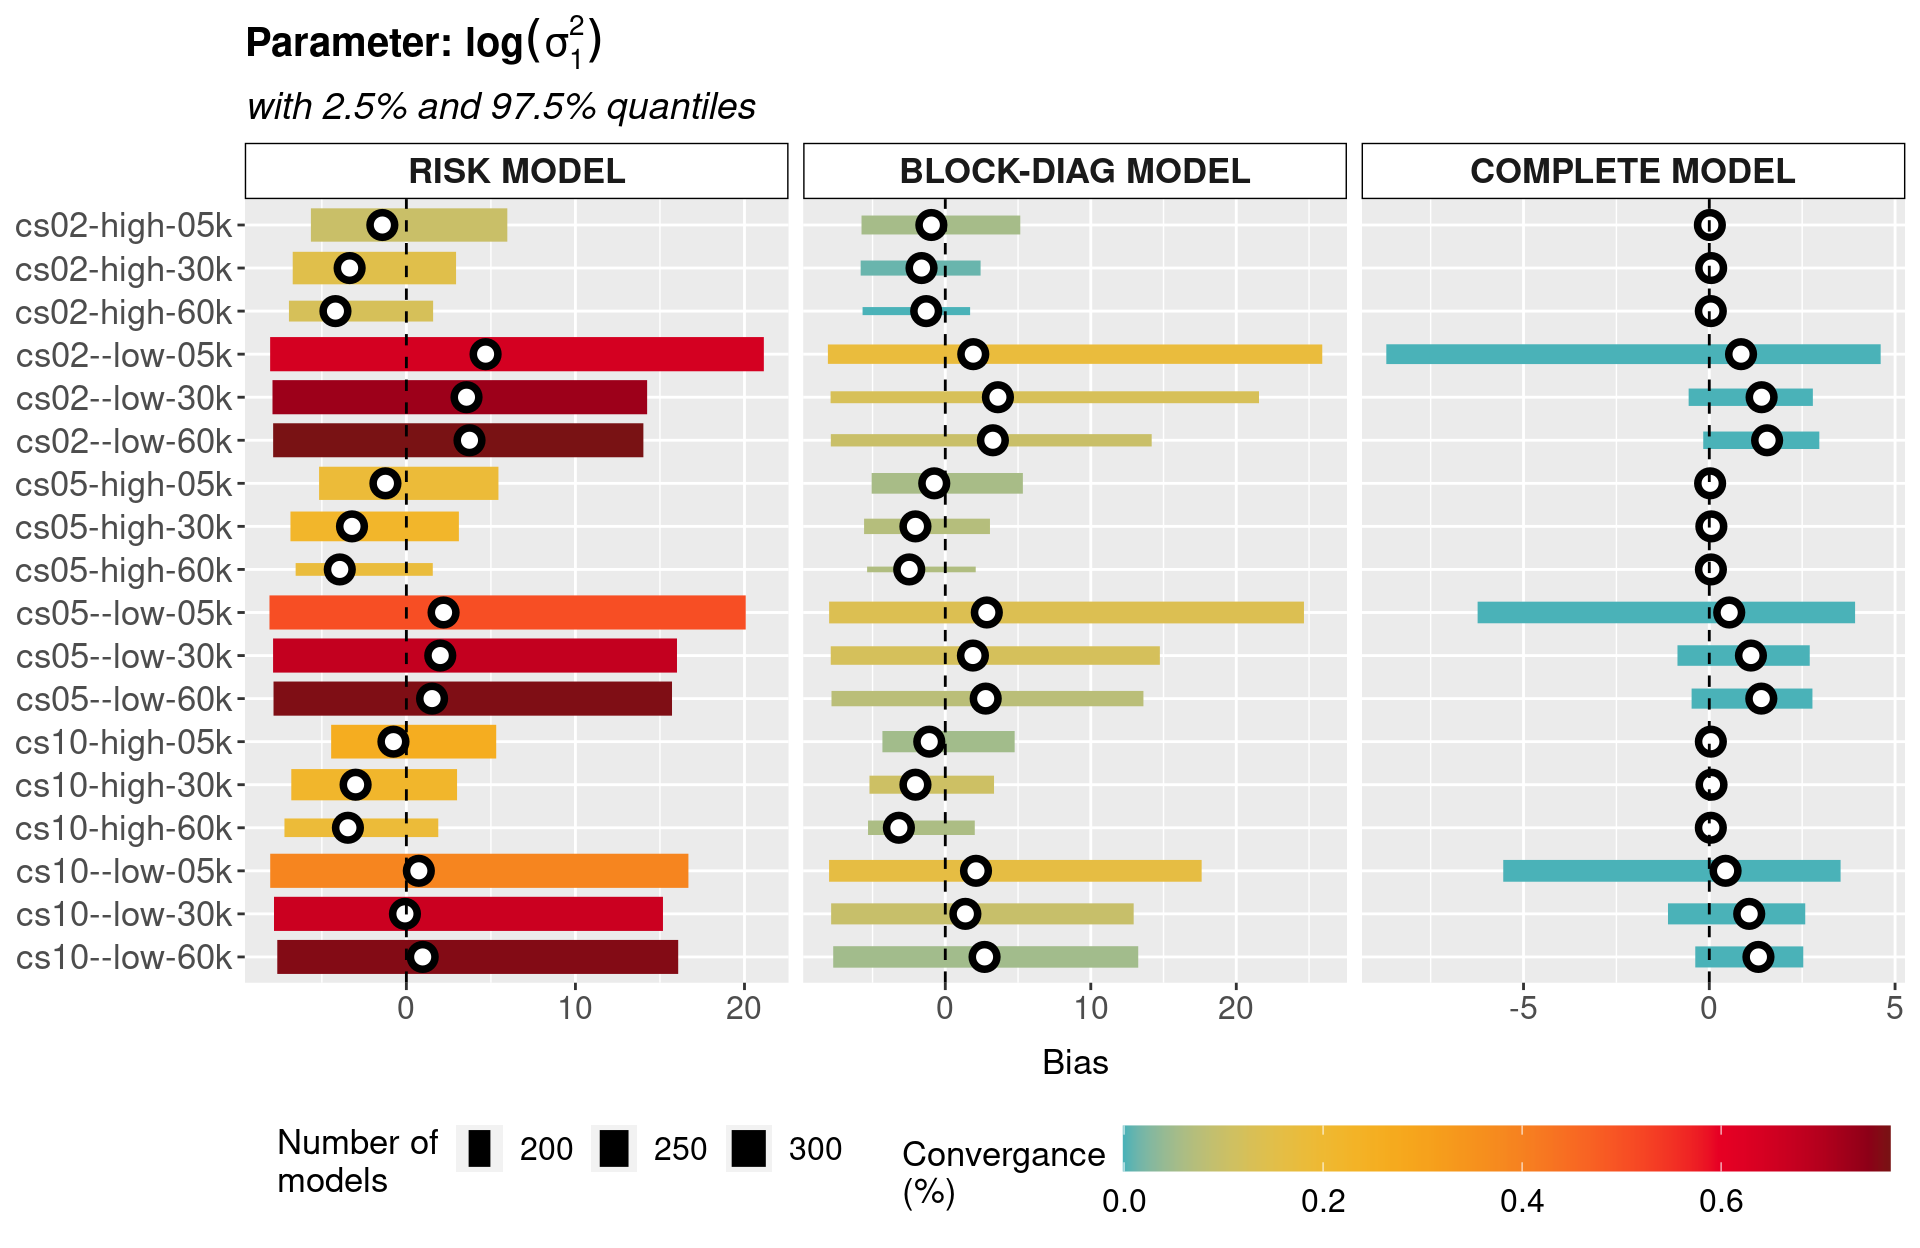 Parameter: log(σ₁²)
with 2.5% and 97.5% quantiles
RISK MODEL BLOCK-DIAG MODEL COMPLETE MODEL
cs02-high-05k
cs02-high-30k
cs02-high-60k
cs02--low-05k
cs02--low-30k
cs02--low-60k
cs05-high-05k
cs05-high-30k
cs05-high-60k
cs05--low-05k
cs05--low-30k
cs05--low-60k
cs10-high-05k
cs10-high-30k
cs10-high-60k
cs10--low-05k
cs10--low-30k
cs10--low-60k
0 10 20 0 10 20 -5 0 5
Bias
Number of
models
200 250 300
Convergance
(%)
0.0 0.2 0.4 0.6